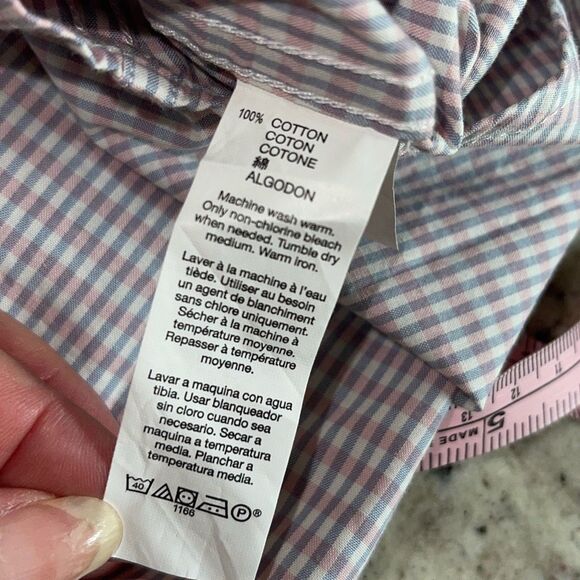 100% COTTON
COTON
COTONE
綿
ALGODON
Machine wash warm.
Only non-chlorine bleach
when needed. Tumble dry
medium. Warm iron.
Laver à la machine à l'eau
tiède. Utiliser au besoin
un agent de blanchiment
sans chlore uniquement.
Sécher à la machine à
température moyenne.
Repasser à température
moyenne.
Lavar a maquina con agua
tibia. Usar blanqueador
sin cloro cuando sea
necesario. Secar a
maquina a temperatura
media. Planchar a
temperatura media.
40 P ®
1166
11
12
13
5
MADE